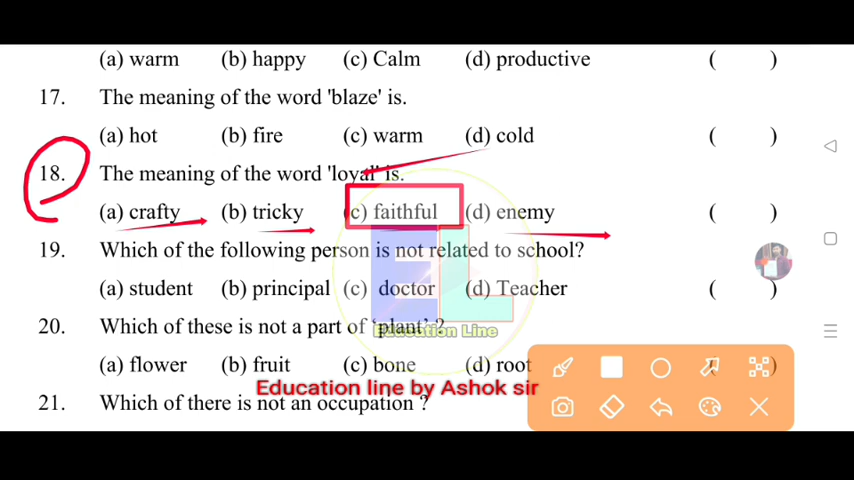 (a) warm (b) happy (c) Calm (d) productive ( )
17. The meaning of the word 'blaze' is.
(a) hot (b) fire (c) warm (d) cold ( )
18. The meaning of the word 'loyal' is.
(a) crafty (b) tricky (c) faithful (d) enemy ( )
19. Which of the following person is not related to school?
(a) student (b) principal (c) doctor (d) Teacher ( )
EL
20. Which of these is not a part of 'plant' ?
Education Line
(a) flower (b) fruit (c) bone (d) root ( )
Education line by Ashok sir
21. Which of there is not an occupation ?